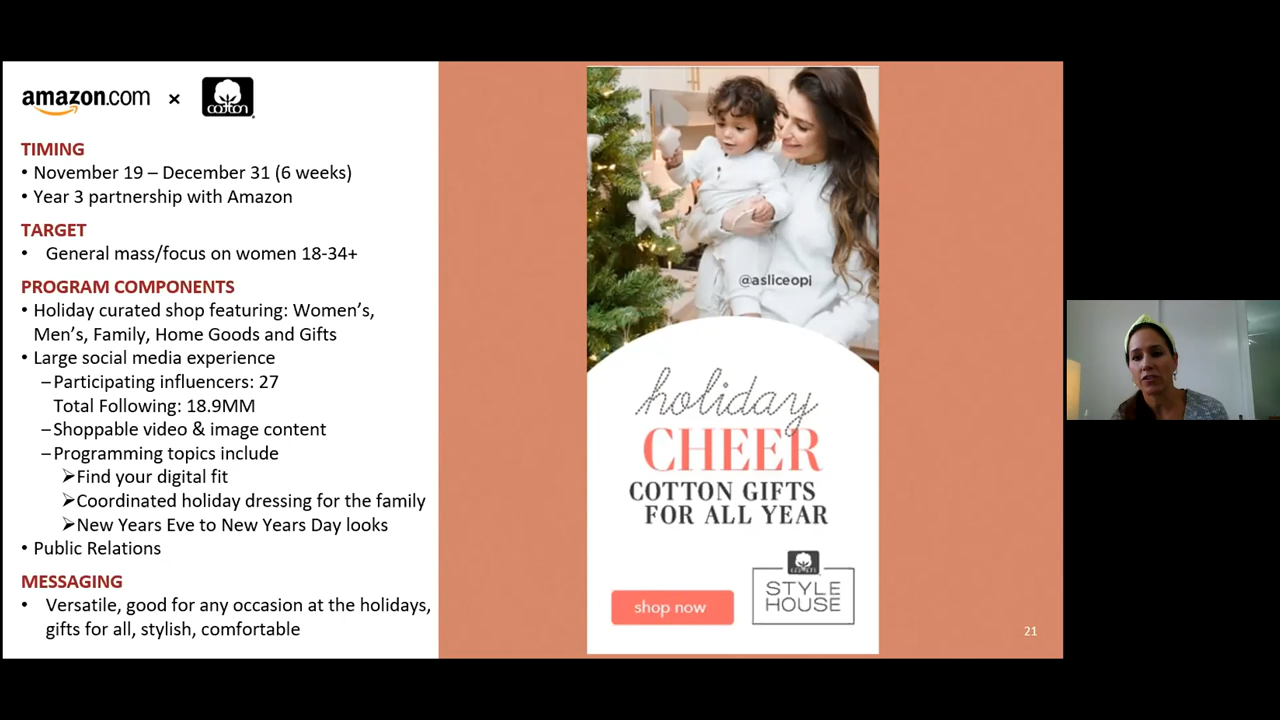 amazon.com × cotton
TIMING
• November 19 – December 31 (6 weeks)
• Year 3 partnership with Amazon
TARGET
• General mass/focus on women 18-34+
PROGRAM COMPONENTS
• Holiday curated shop featuring: Women's,
Men's, Family, Home Goods and Gifts
• Large social media experience
–Participating influencers: 27
Total Following: 18.9MM
–Shoppable video & image content
–Programming topics include
➢Find your digital fit
➢Coordinated holiday dressing for the family
➢New Years Eve to New Years Day looks
• Public Relations
MESSAGING
• Versatile, good for any occasion at the holidays,
gifts for all, stylish, comfortable
@asliceopi
holiday
CHEER
COTTON GIFTS
FOR ALL YEAR
shop now
cotton
STYLE
HOUSE
21